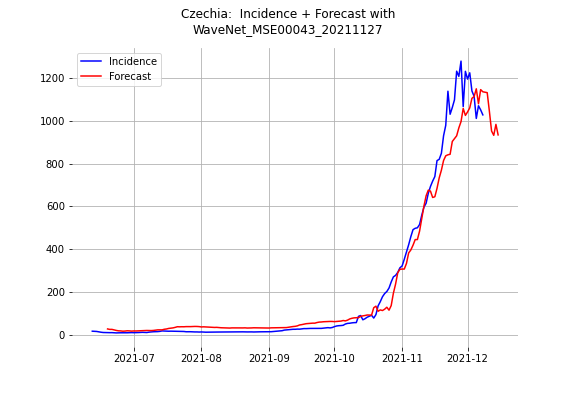 Czechia:  Incidence + Forecast with
WaveNet_MSE00043_20211127
Incidence
Forecast
1200
1000
800
600
400
200
0
2021-07 2021-08 2021-09 2021-10 2021-11 2021-12